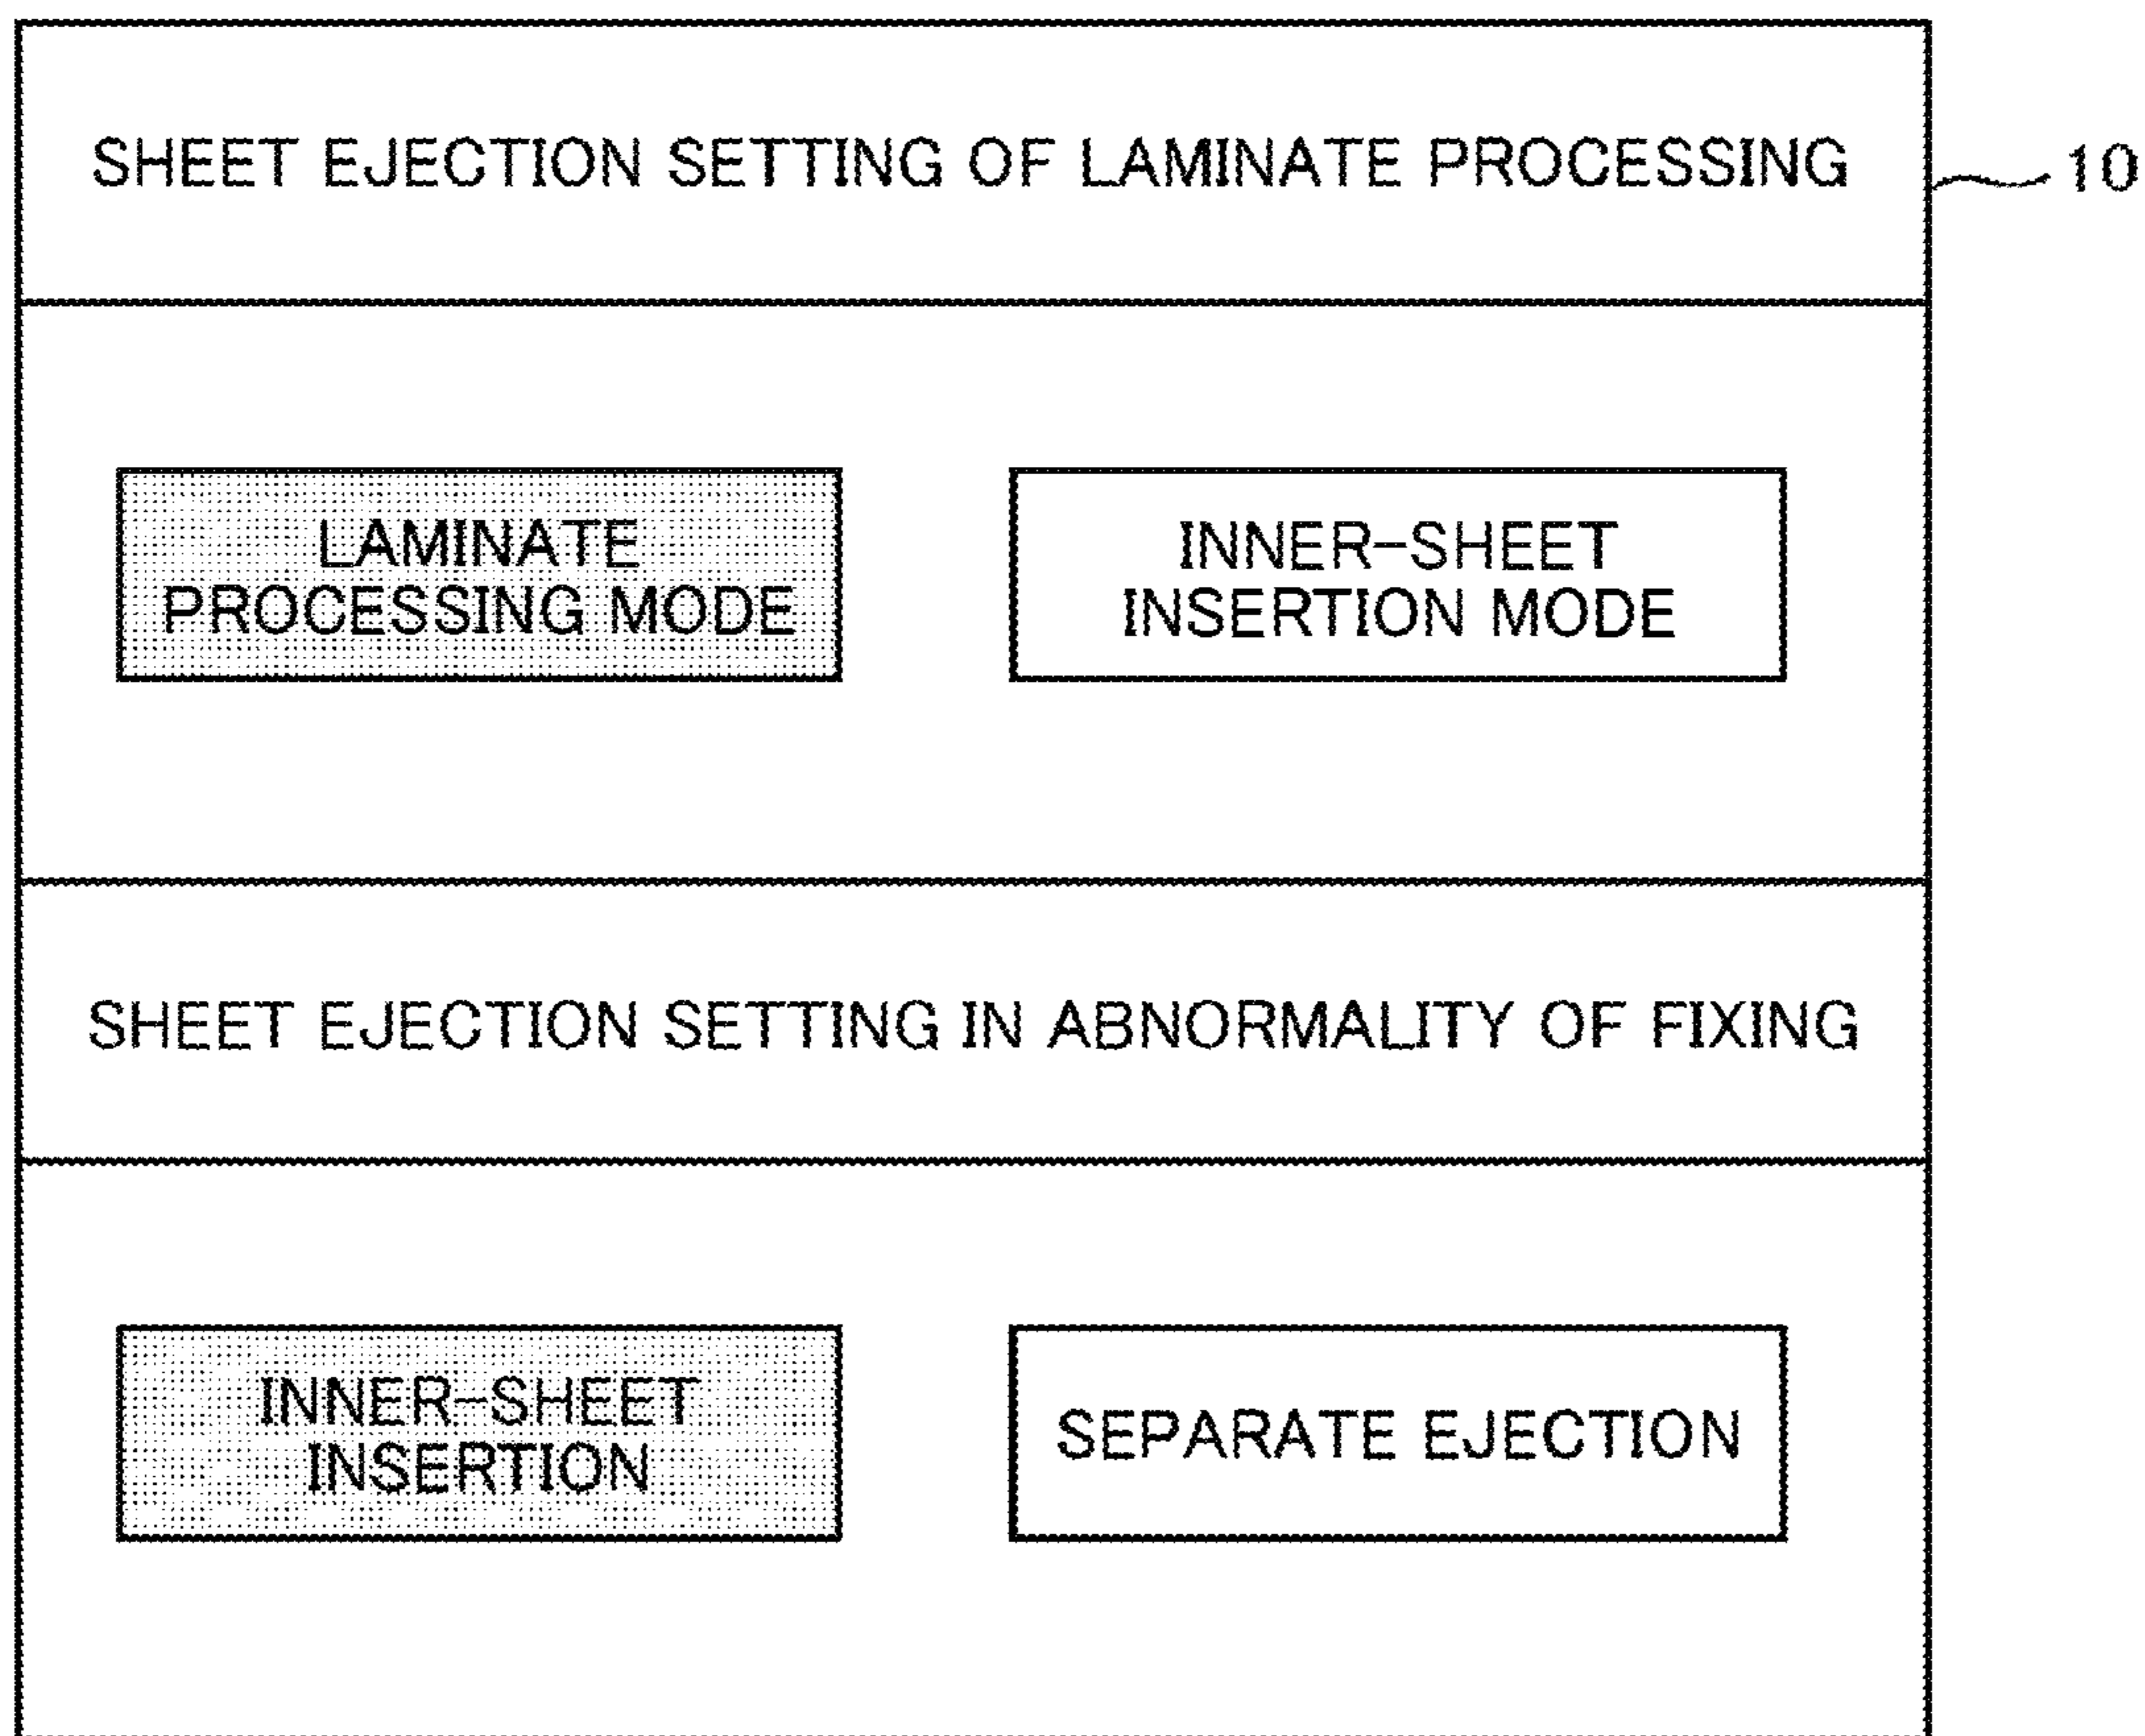 SHEET EJECTION SETTING OF LAMINATE PROCESSING
10
LAMINATE
PROCESSING MODE
INNER-SHEET
INSERTION MODE
SHEET EJECTION SETTING IN ABNORMALITY OF FIXING
INNER-SHEET
INSERTION
SEPARATE EJECTION